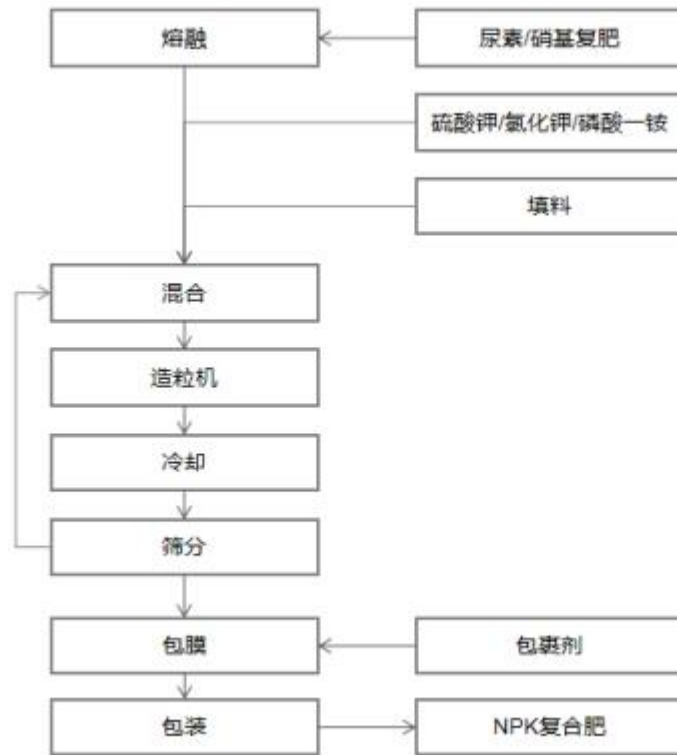 熔融
尿素/硝基复肥
硫酸钾/氯化钾/磷酸一铵
填料
混合
造粒机
冷却
筛分
包膜
包裹剂
包装
NPK复合肥